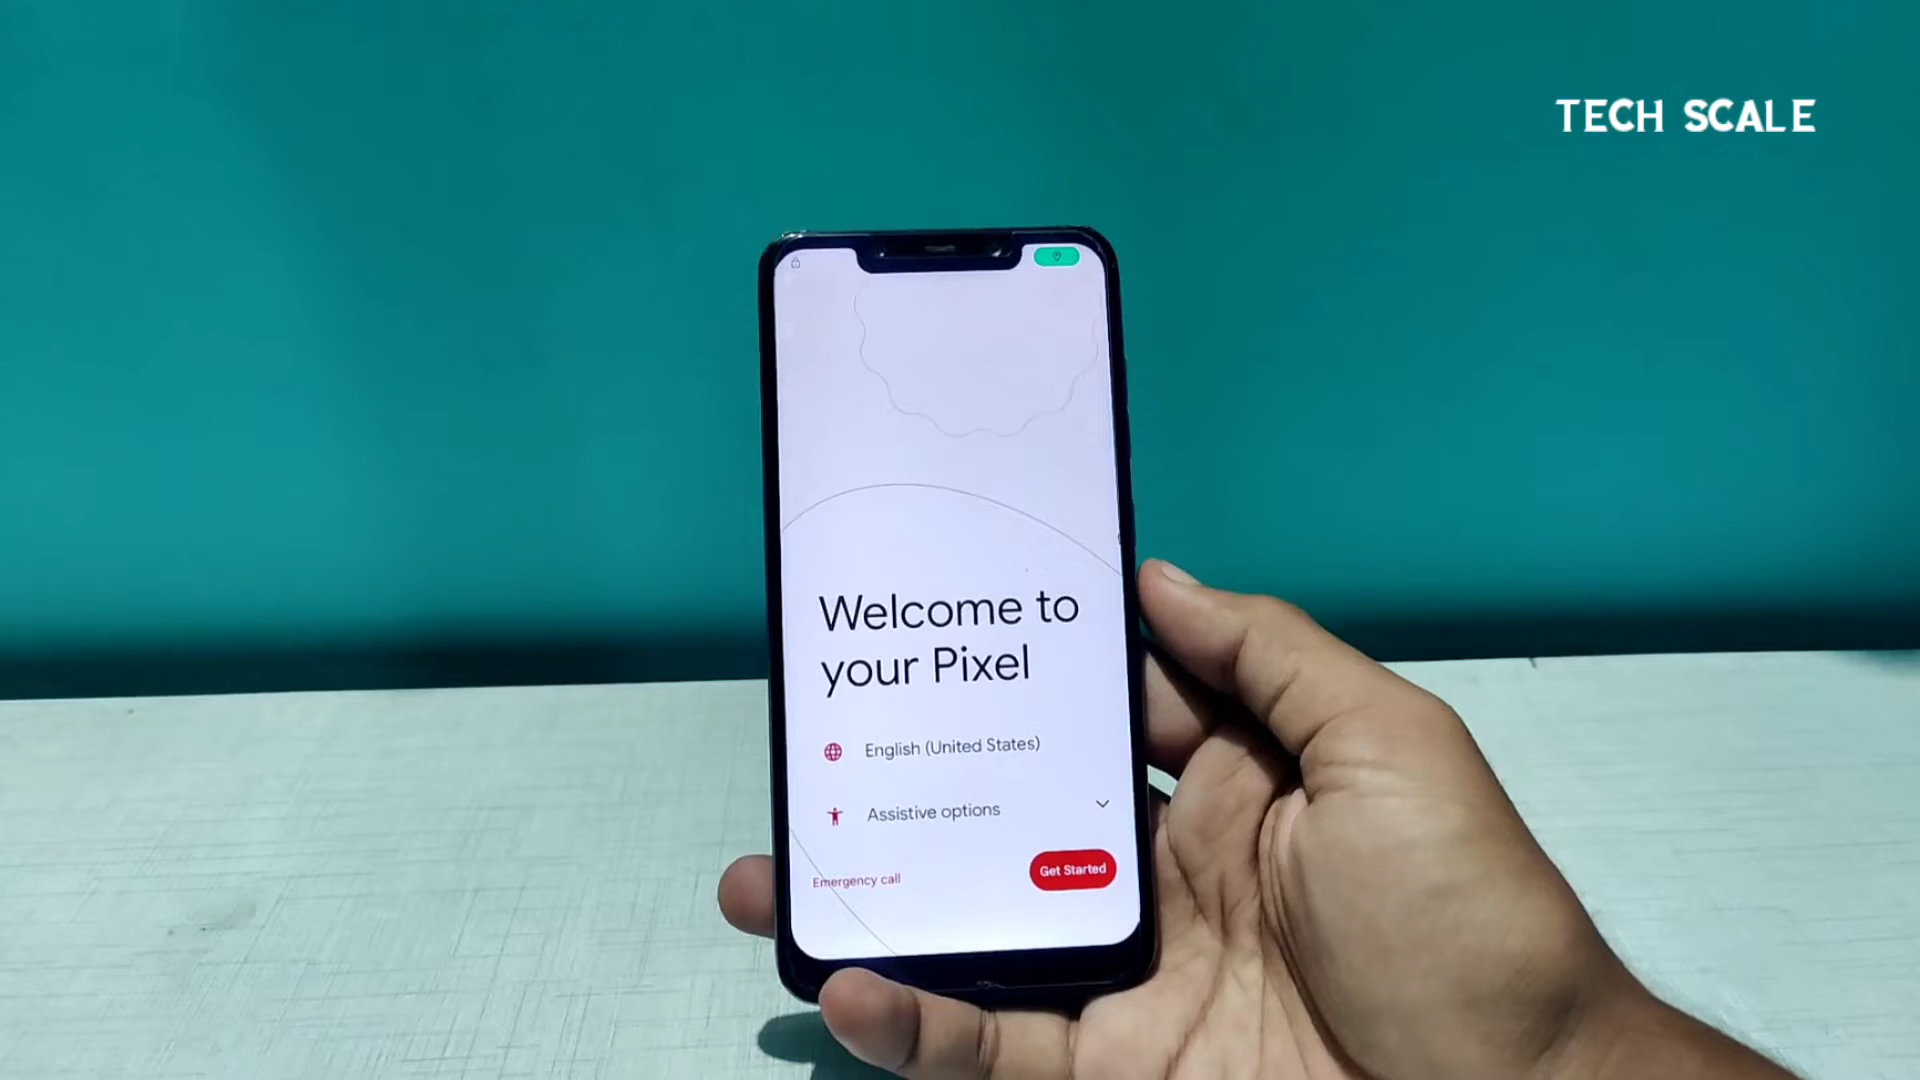 TECH SCALE
Welcome to
your Pixel
English (United States)
Assistive options
Emergency call
Get Started